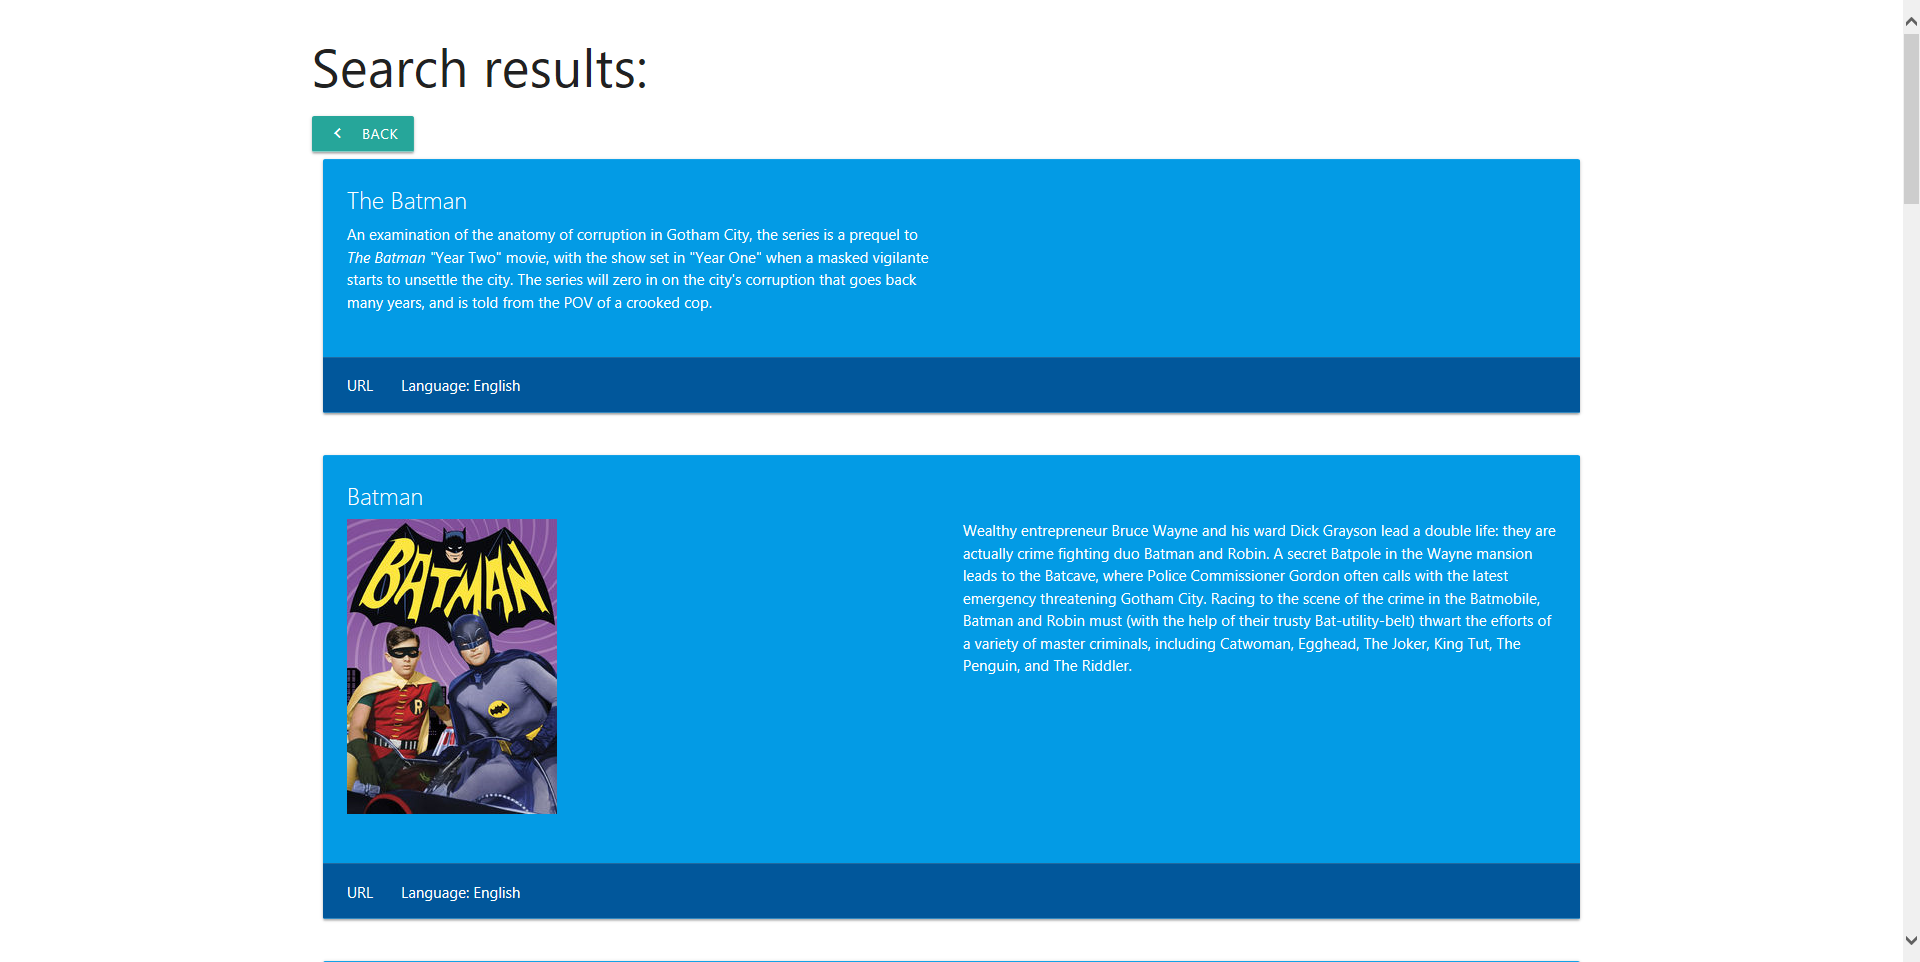 Search results:
BACK
The Batman
An examination of the anatomy of corruption in Gotham City, the series is a prequel to
The Batman "Year Two" movie, with the show set in "Year One" when a masked vigilante
starts to unsettle the city. The series will zero in on the city's corruption that goes back
many years, and is told from the POV of a crooked cop.
URL Language: English
Batman
BATMAN
R
Wealthy entrepreneur Bruce Wayne and his ward Dick Grayson lead a double life: they are
actually crime fighting duo Batman and Robin. A secret Batpole in the Wayne mansion
leads to the Batcave, where Police Commissioner Gordon often calls with the latest
emergency threatening Gotham City. Racing to the scene of the crime in the Batmobile,
Batman and Robin must (with the help of their trusty Bat-utility-belt) thwart the efforts of
a variety of master criminals, including Catwoman, Egghead, The Joker, King Tut, The
Penguin, and The Riddler.
URL Language: English